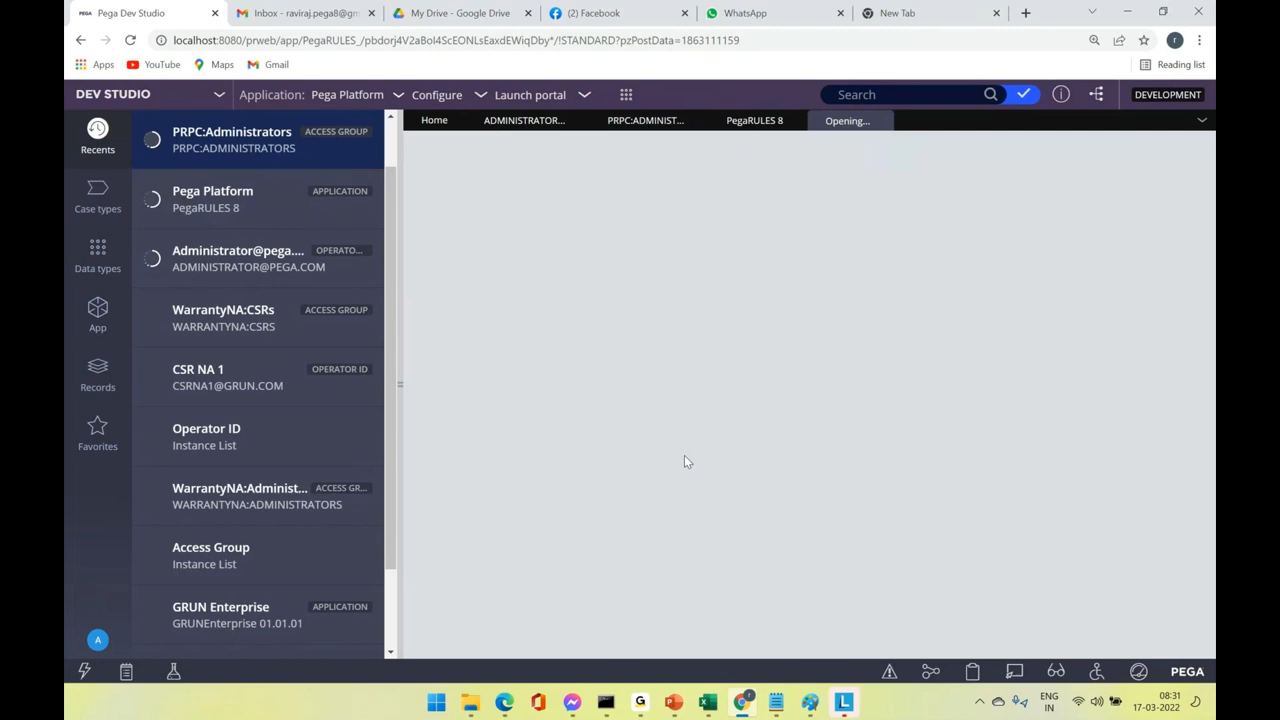 Pega Dev Studio
Inbox - raviraj.pega8@gm
My Drive - Google Drive
(2) Facebook
WhatsApp
New Tab
localhost:8080/prweb/app/PegaRULES_/pbdorj4V2aBol4ScEONLsEaxdEWiqDby*/!STANDARD?pzPostData=1863111159
r
Apps
YouTube
Maps
Gmail
Reading list
DEV STUDIO
Application: Pega Platform
Configure
Launch portal
Search
DEVELOPMENT
Home
ADMINISTRATOR...
PRPC:ADMINIST...
PegaRULES 8
Opening...
Recents
Case types
Data types
App
Records
Favorites
A
PRPC:Administrators ACCESS GROUP
PRPC:ADMINISTRATORS
Pega Platform APPLICATION
PegaRULES 8
Administrator@pega.... OPERATO...
ADMINISTRATOR@PEGA.COM
WarrantyNA:CSRs ACCESS GROUP
WARRANTYNA:CSRS
CSR NA 1 OPERATOR ID
CSRNA1@GRUN.COM
Operator ID
Instance List
WarrantyNA:Administ... ACCESS GR...
WARRANTYNA:ADMINISTRATORS
Access Group
Instance List
GRUN Enterprise APPLICATION
GRUNEnterprise 01.01.01
PEGA
ENG
IN
08:31
17-03-2022